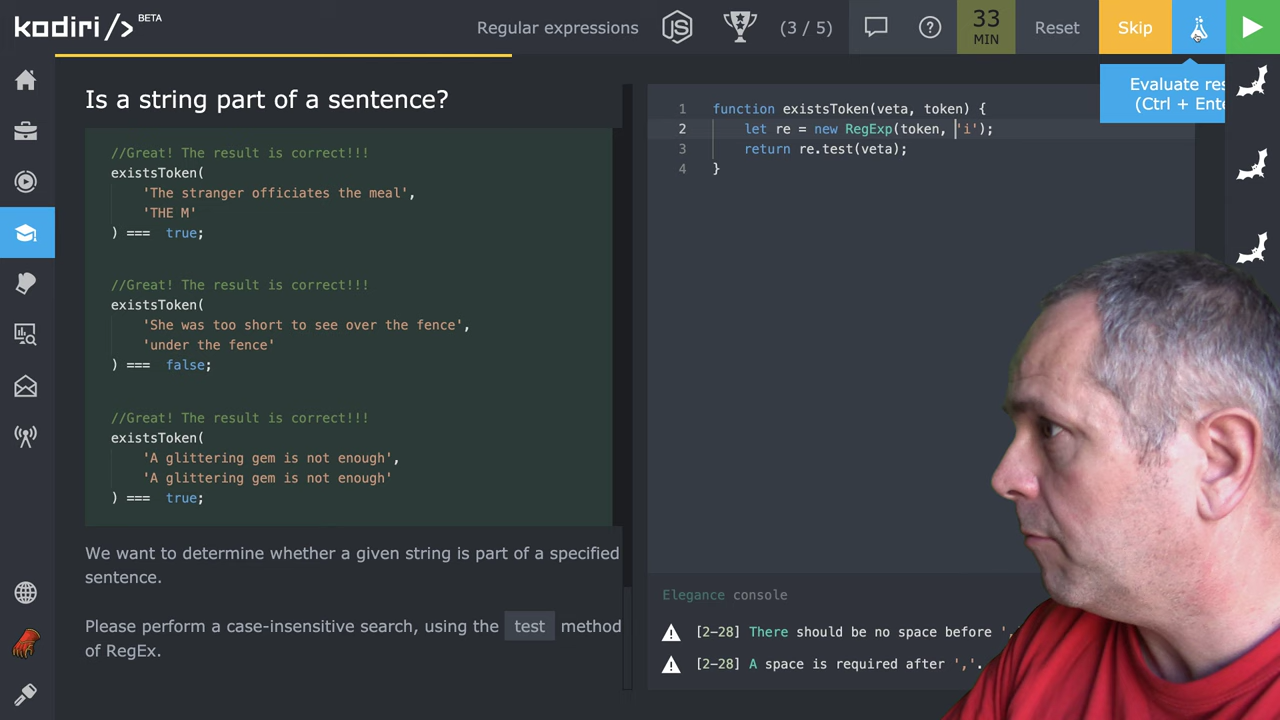 kodiri />
BETA
Regular expressions
JS
(3 / 5)
?
33
MIN
Reset
Skip
Evaluate res
(Ctrl + Ente
Is a string part of a sentence?
//Great! The result is correct!!!
existsToken(
'The stranger officiates the meal',
'THE M'
) === true;
//Great! The result is correct!!!
existsToken(
'She was too short to see over the fence',
'under the fence'
) === false;
//Great! The result is correct!!!
existsToken(
'A glittering gem is not enough',
'A glittering gem is not enough'
) === true;
We want to determine whether a given string is part of a specified
sentence.
Please perform a case-insensitive search, using the test method
of RegEx.
1 function existsToken(veta, token) {
2 let re = new RegExp(token, 'i');
3 return re.test(veta);
4 }
Elegance console
[2-28] There should be no space before ',
[2-28] A space is required after ','.